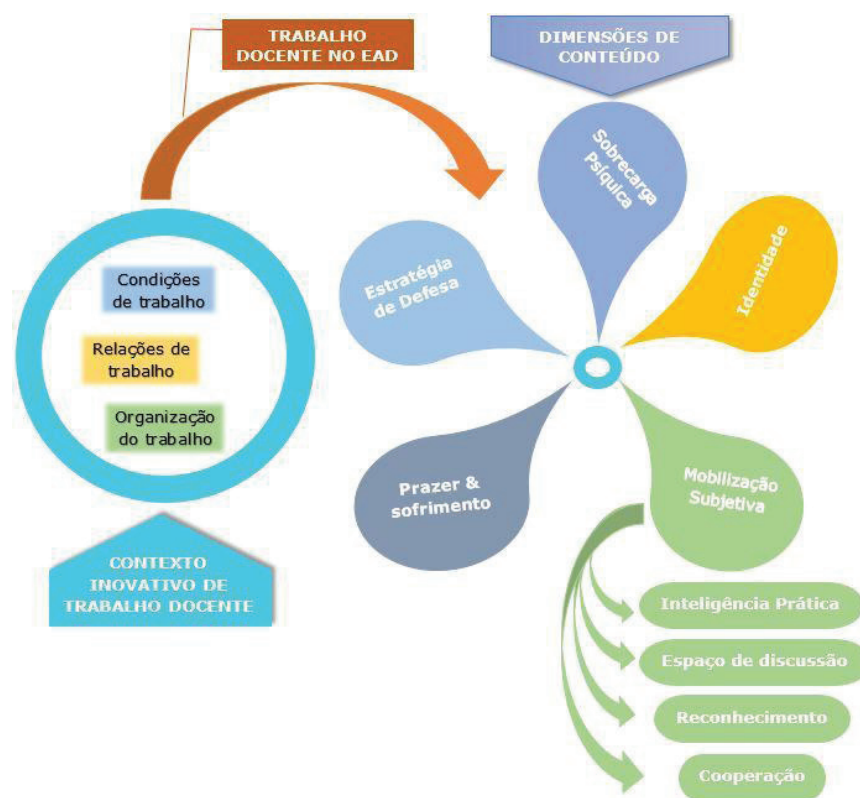 TRABALHO
DOCENTE NO EAD
DIMENSÕES DE
CONTEÚDO
Sobrecarga
Psíquica
Identidade
Estratégia
de Defesa
Condições
de trabalho
Relações de
trabalho
Organização
do trabalho
Prazer &
sofrimento
Mobilização
Subjetiva
CONTEXTO
INOVATIVO DE
TRABALHO DOCENTE
Inteligência Prática
Espaço de discussão
Reconhecimento
Cooperação